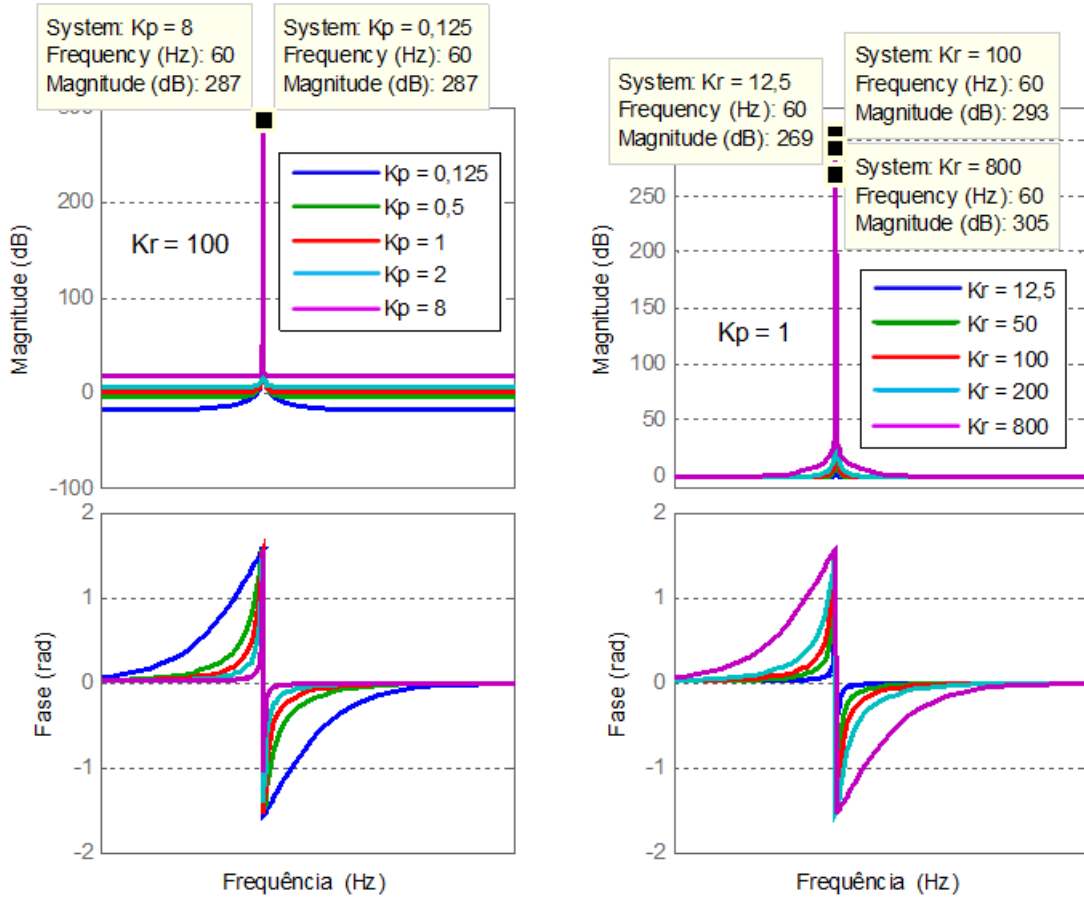 System: Kp = 8
Frequency (Hz): 60
Magnitude (dB): 287
System: Kp = 0,125
Frequency (Hz): 60
Magnitude (dB): 287
300
200
100
0
-100
Magnitude (dB)
Kr = 100
Kp = 0,125
Kp = 0,5
Kp = 1
Kp = 2
Kp = 8
2
1
0
-1
-2
Fase (rad)
Frequência (Hz)
System: Kr = 12,5
Frequency (Hz): 60
Magnitude (dB): 269
System: Kr = 100
Frequency (Hz): 60
Magnitude (dB): 293
System: Kr = 800
Frequency (Hz): 60
Magnitude (dB): 305
250
200
150
100
50
0
Magnitude (dB)
Kp = 1
Kr = 12,5
Kr = 50
Kr = 100
Kr = 200
Kr = 800
2
1
0
-1
-2
Fase (rad)
Frequência (Hz)